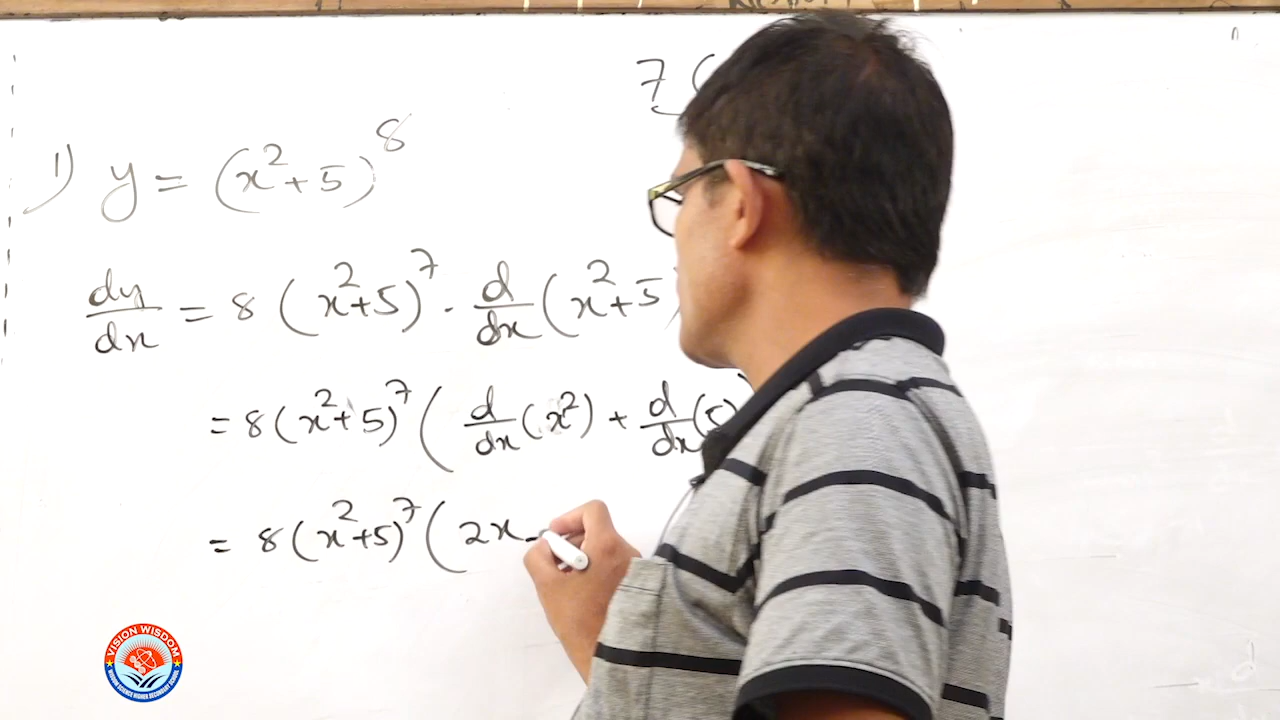 7 (
1) y = (x²+5)⁸
dy/dx = 8 (x²+5)⁷ · d/dx (x²+5
= 8 (x²+5)⁷ ( d/dx (x²) + d/dx (5)
= 8 (x²+5)⁷ ( 2x
VISION WISDOM